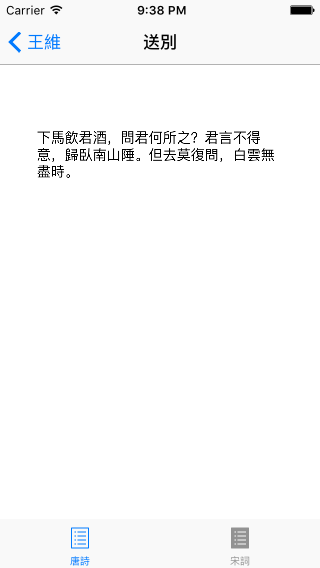 Carrier 9:38 PM
王維 送別
下馬飲君酒，問君何所之？君言不得
意，歸臥南山陲。但去莫復問，白雲無
盡時。
唐詩 宋詞